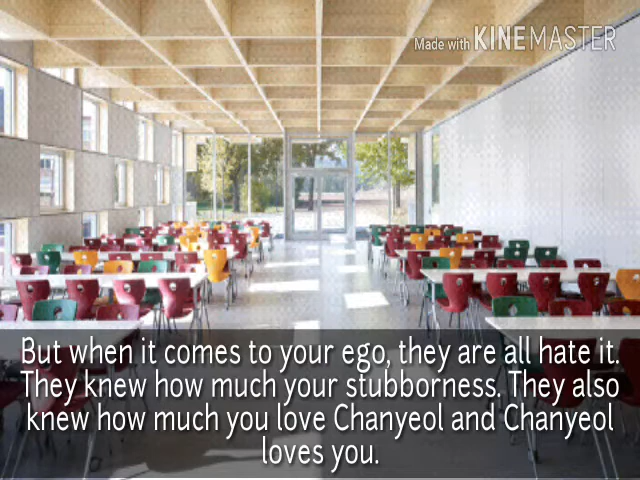 Made with KINEMASTER
But when it comes to your ego, they are all hate it.
They knew how much your stubborness. They also
knew how much you love Chanyeol and Chanyeol
loves you.